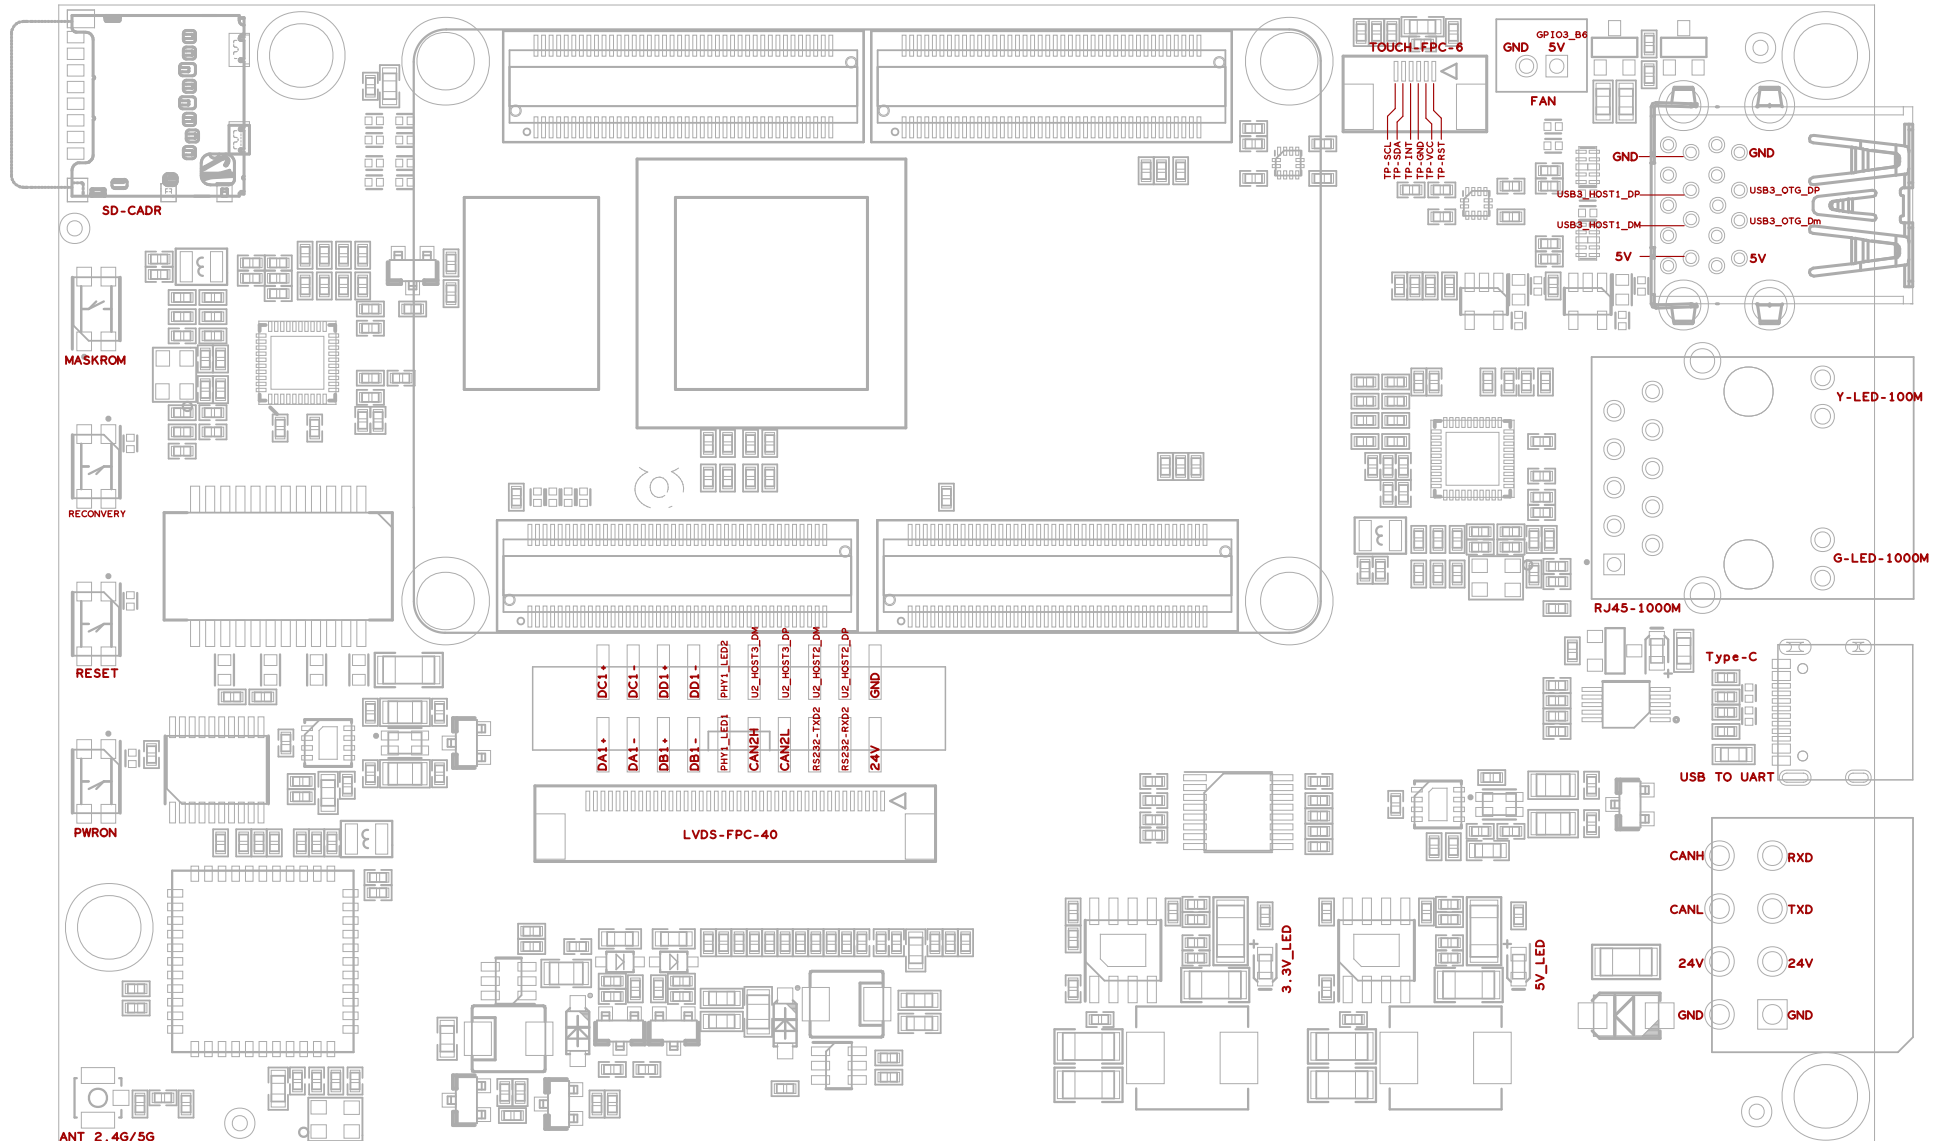 GPIO3_B6
TOUCH-FPC-6
GND 5V
FAN
TP-SCL
TP-SDA
TP-INT
TP-GND
TP-VCC
TP-RST
GND
GND
USB3_HOST1_DP
USB3_OTG_DP
USB3_HOST1_DM
USB3_OTG_Dm
5V
5V
SD-CADR
MASKROM
Y-LED-100M
RECONVERY
G-LED-1000M
RJ45-1000M
RESET
Type-C
DC1+
DC1-
DD1+
DD1-
PHY1_LED2
U2_HOST3_DM
U2_HOST3_DP
U2_HOST2_DM
U2_HOST2_DP
GND
DA1+
DA1-
DB1+
DB1-
PHY1_LED1
CAN2H
CAN2L
RS232-TXD2
RS232-RXD2
24V
USB TO UART
PWRON
LVDS-FPC-40
CANH
RXD
CANL
TXD
3.3V_LED
5V_LED
24V
24V
GND
GND
ANT 2.4G/5G